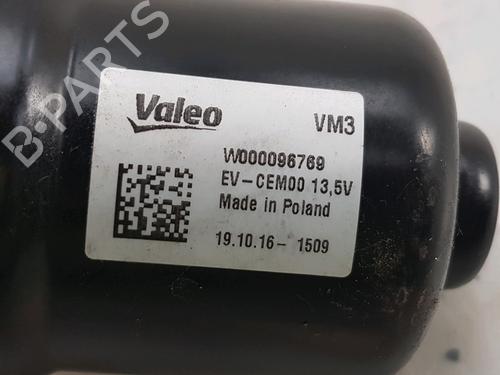 B-PARTS
Valeo
VM3
W000096769
EV-CEM00 13,5V
Made in Poland
19.10.16- 1509